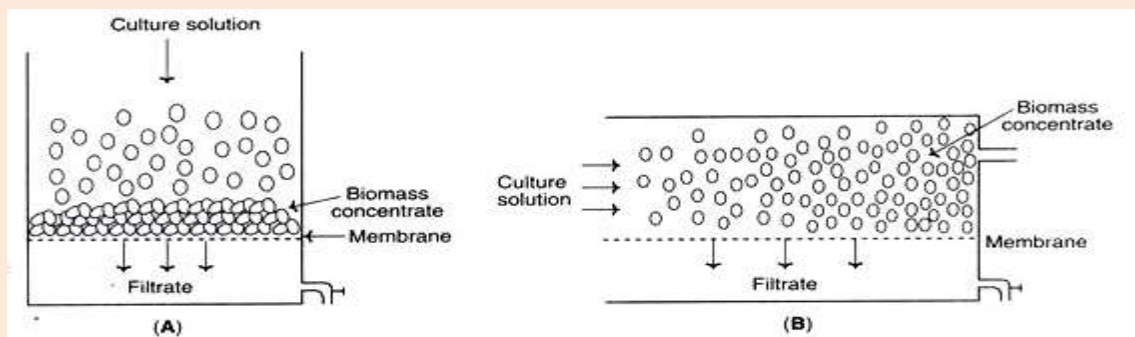 Culture solution
Biomass
concentrate
Membrane
Filtrate
(A)
Biomass
concentrate
Culture
solution
Membrane
Filtrate
(B)